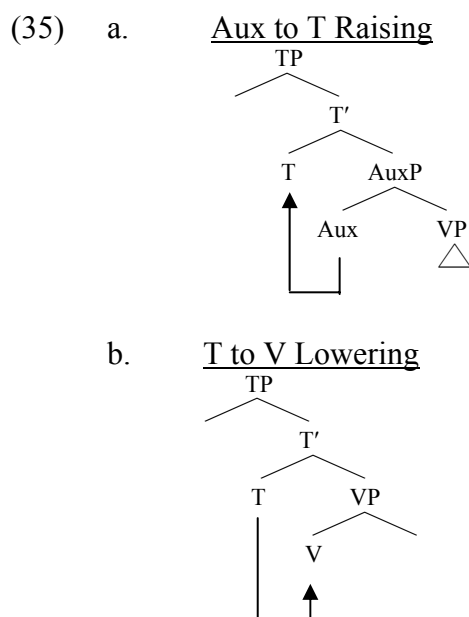 (35) a. Aux to T Raising
TP
T′
T AuxP
Aux VP
b. T to V Lowering
TP
T′
T VP
V